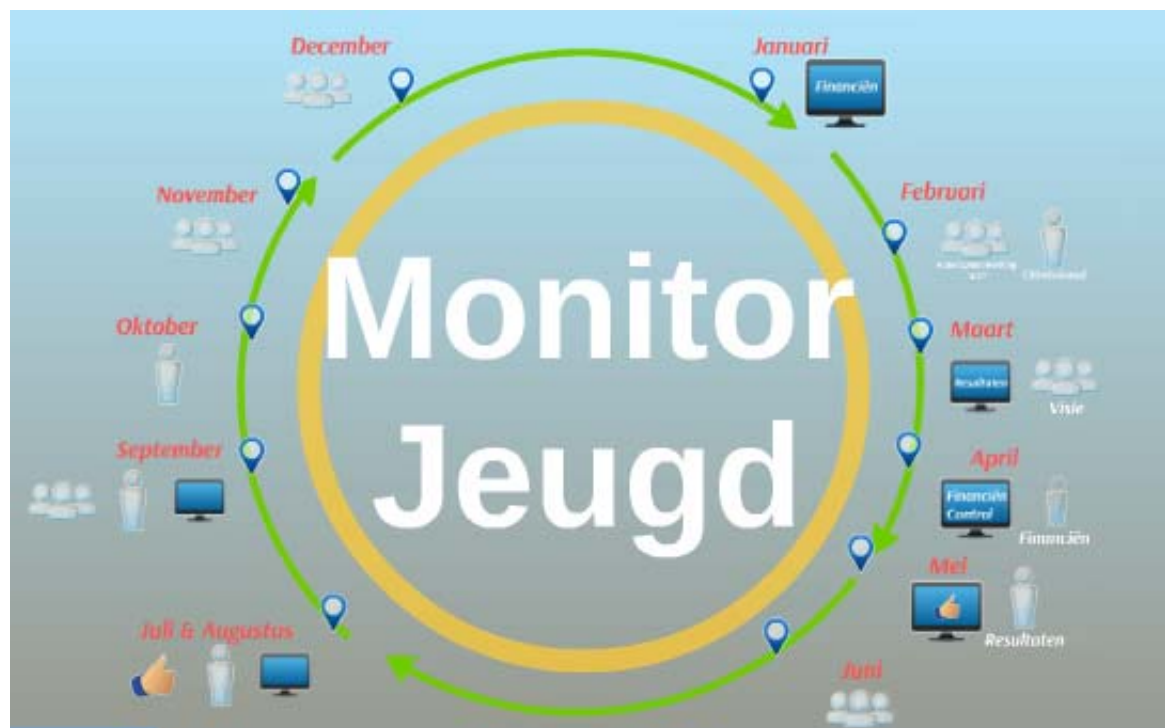 December
Januari
Financiën
November
Februari
Monitor
Jeugd
Oktober
Maart
Resultaten
Visie
September
April
Financiën
Control
Financiën
Mei
Resultaten
Juli & Augustus
Juni